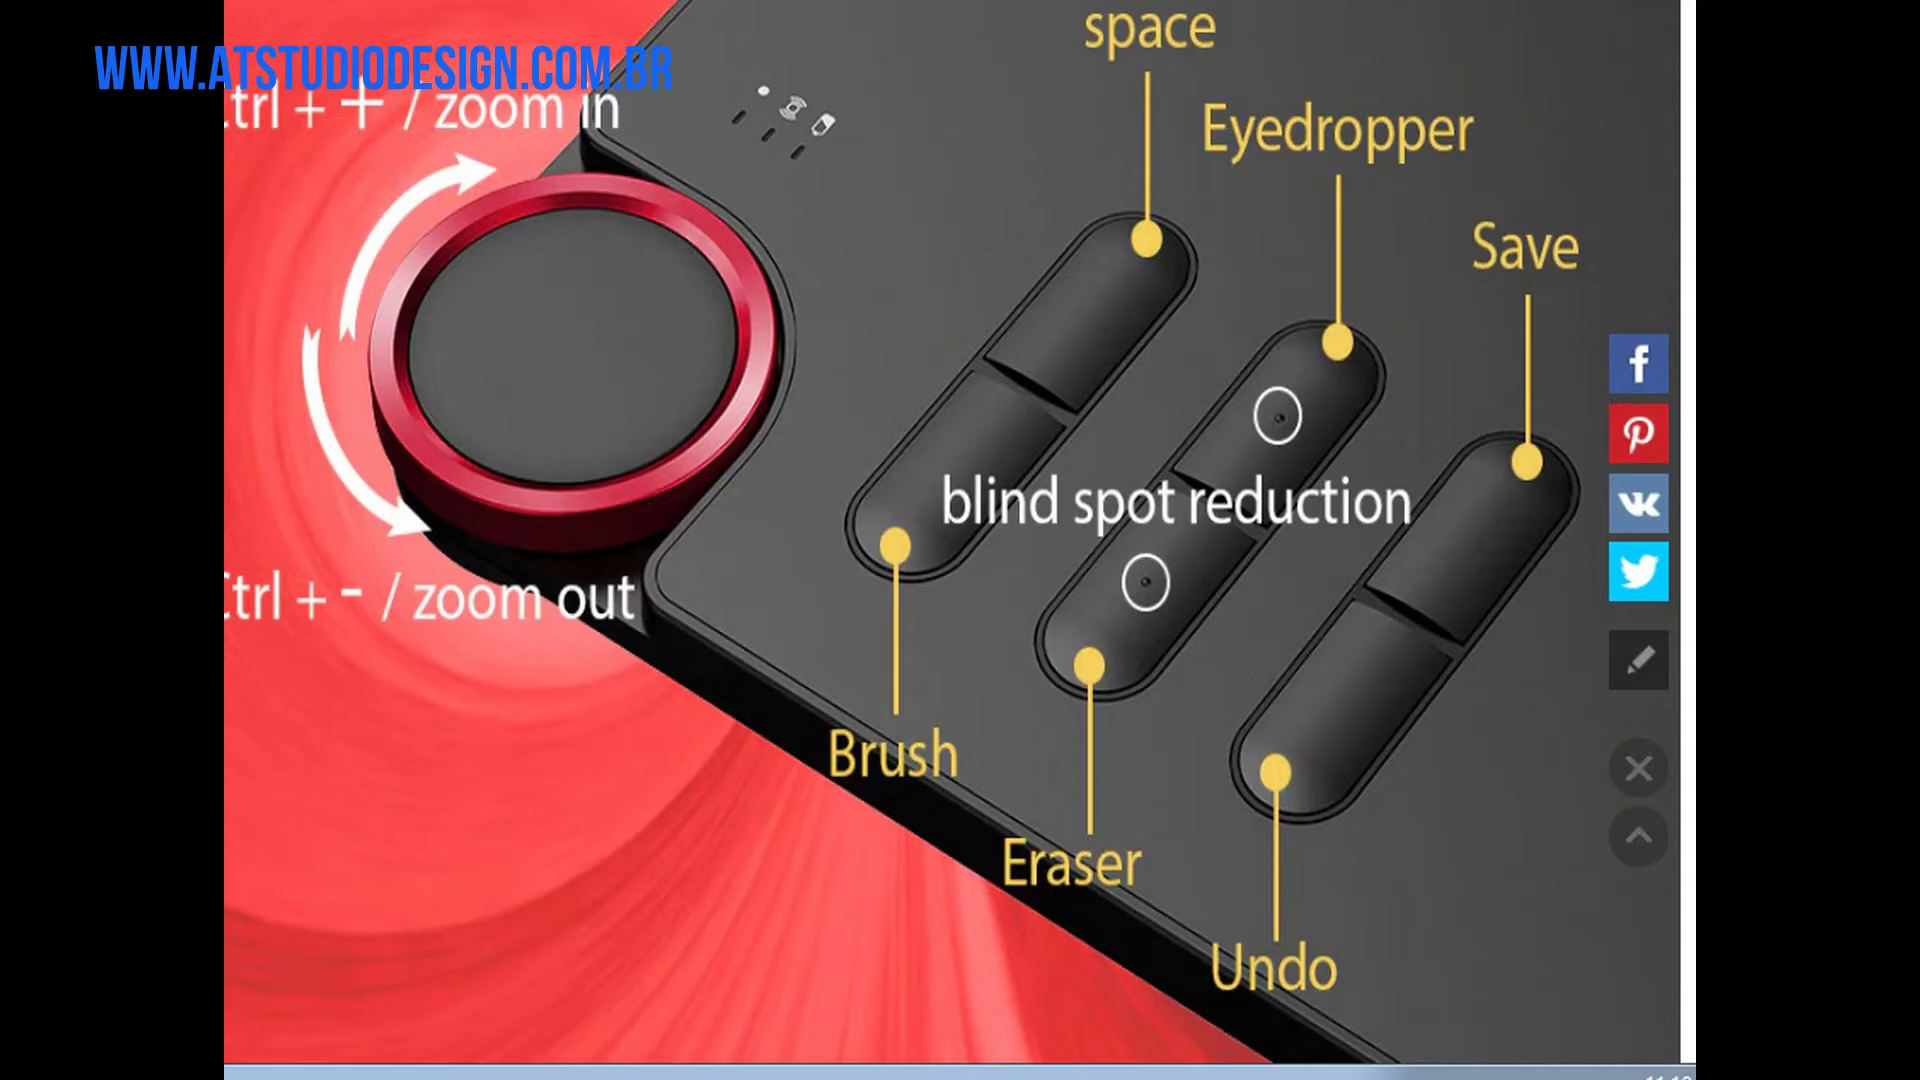 WWW.ATSTUDIODESIGN.COM.BR
space
trl + + / zoom in
Eyedropper
Save
blind spot reduction
trl + - / zoom out
Brush
Eraser
Undo